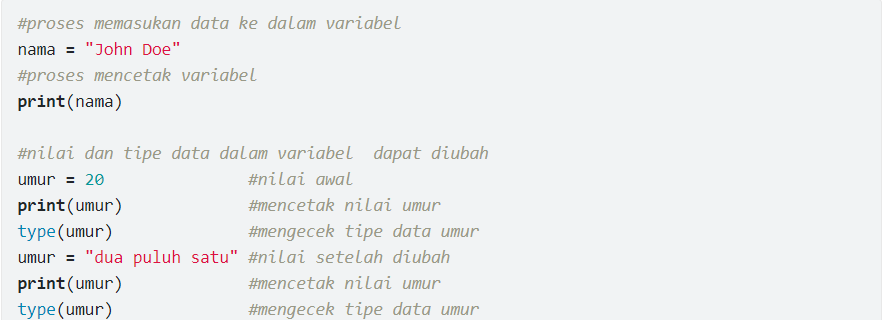 #proses memasukan data ke dalam variabel
nama = "John Doe"
#proses mencetak variabel
print(nama)

#nilai dan tipe data dalam variabel  dapat diubah
umur = 20               #nilai awal
print(umur)             #mencetak nilai umur
type(umur)              #mengecek tipe data umur
umur = "dua puluh satu" #nilai setelah diubah
print(umur)             #mencetak nilai umur
type(umur)              #mengecek tipe data umur